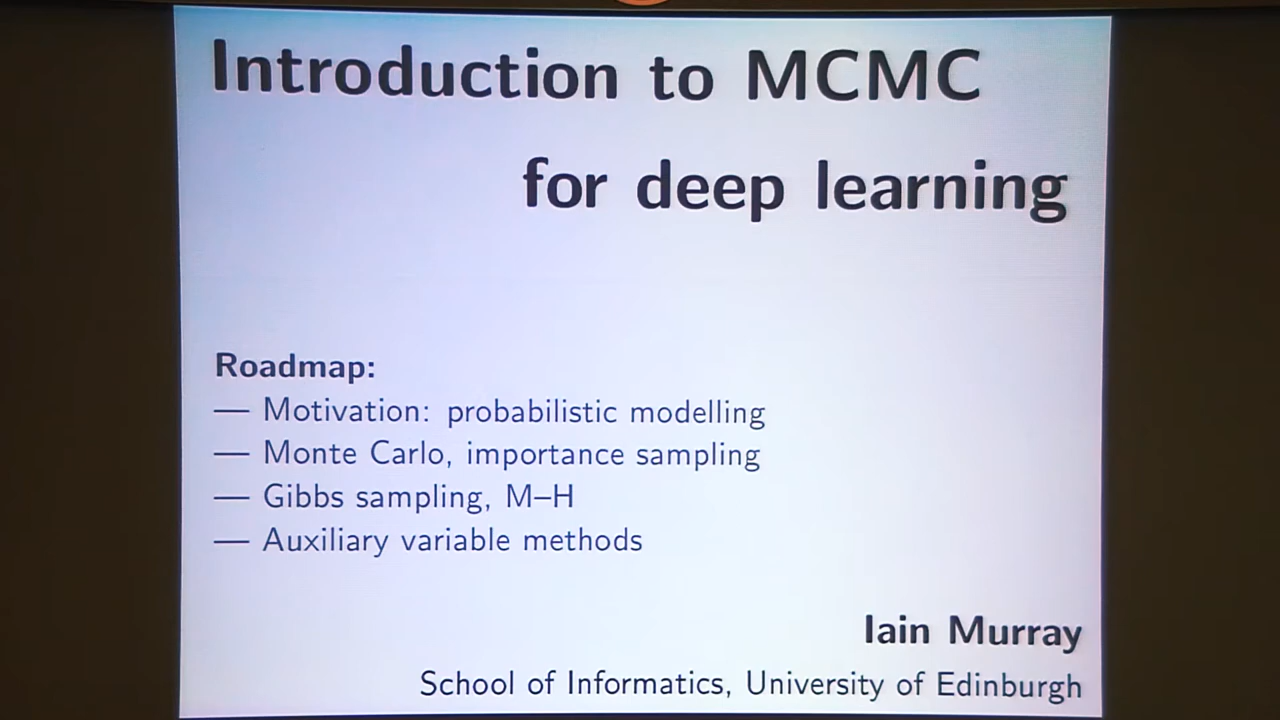 Introduction to MCMC
for deep learning
Roadmap:
— Motivation: probabilistic modelling
— Monte Carlo, importance sampling
— Gibbs sampling, M–H
— Auxiliary variable methods
Iain Murray
School of Informatics, University of Edinburgh